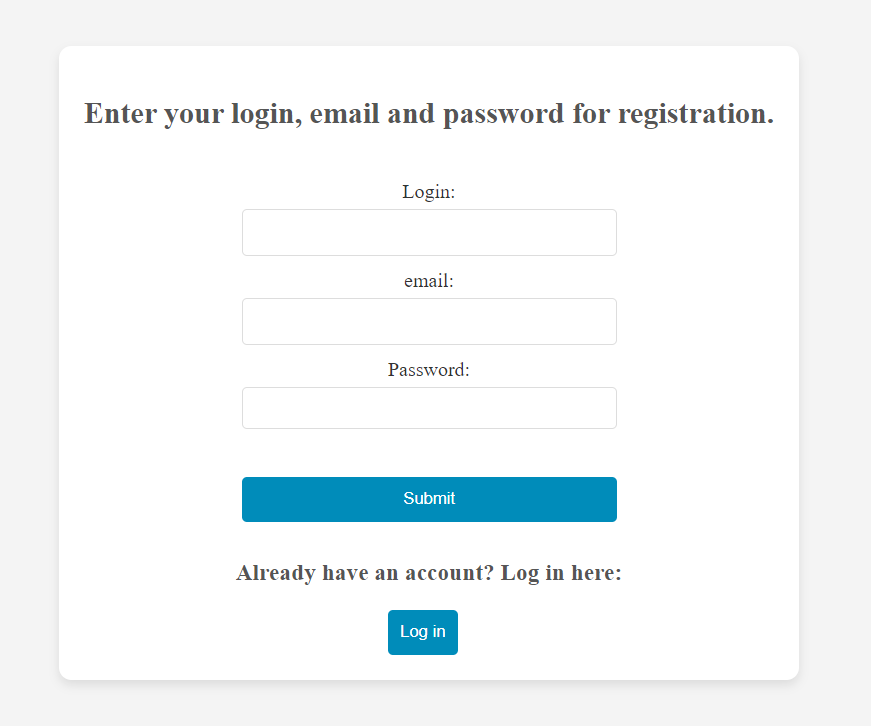 Enter your login, email and password for registration.
Login:
email:
Password:
Submit
Already have an account? Log in here:
Log in